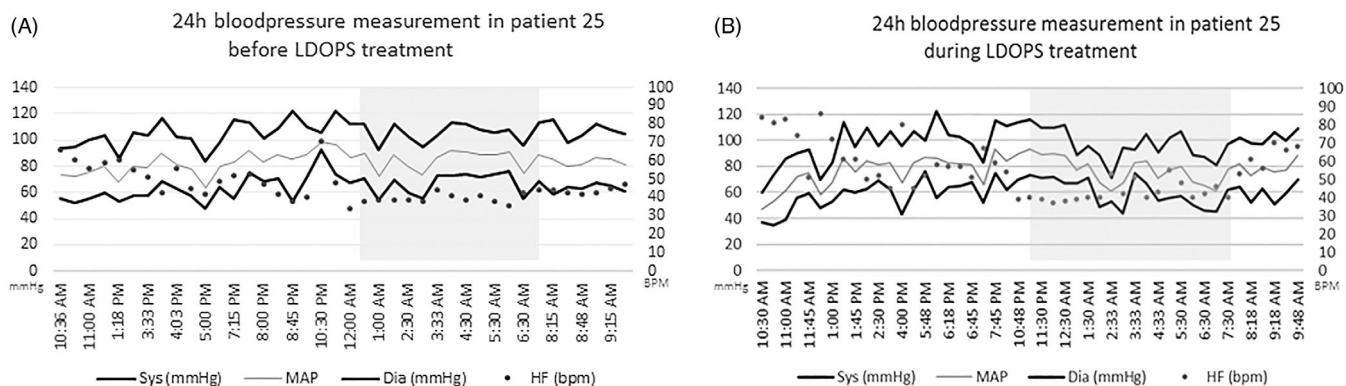 (A)
24h bloodpressure measurement in patient 25
before LDOPS treatment
140
120
100
80
60
40
20
0
mmHg
100
90
80
70
60
50
40
30
20
10
0
BPM
10:36 AM
11:00 AM
1:18 PM
3:33 PM
4:03 PM
5:00 PM
7:15 PM
8:00 PM
8:45 PM
10:30 PM
12:00 AM
1:00 AM
2:30 AM
3:30 AM
4:30 AM
5:30 AM
6:30 AM
8:15 AM
8:48 AM
9:15 AM
Sys (mmHg)
MAP
Dia (mmHg)
HF (bpm)
(B)
24h bloodpressure measurement in patient 25
during LDOPS treatment
140
120
100
80
60
40
20
0
mmHg
100
90
80
70
60
50
40
30
20
10
0
BPM
10:30 AM
11:00 AM
11:45 AM
1:18 PM
1:45 PM
2:30 PM
4:00 PM
5:48 PM
6:18 PM
7:00 PM
7:45 PM
10:48 PM
11:30 PM
12:00 AM
12:30 AM
1:30 AM
2:33 AM
3:33 AM
4:33 AM
5:30 AM
6:30 AM
7:30 AM
8:18 AM
9:18 AM
9:48 AM
Sys (mmHg)
MAP
Dia (mmHg)
HF (bpm)